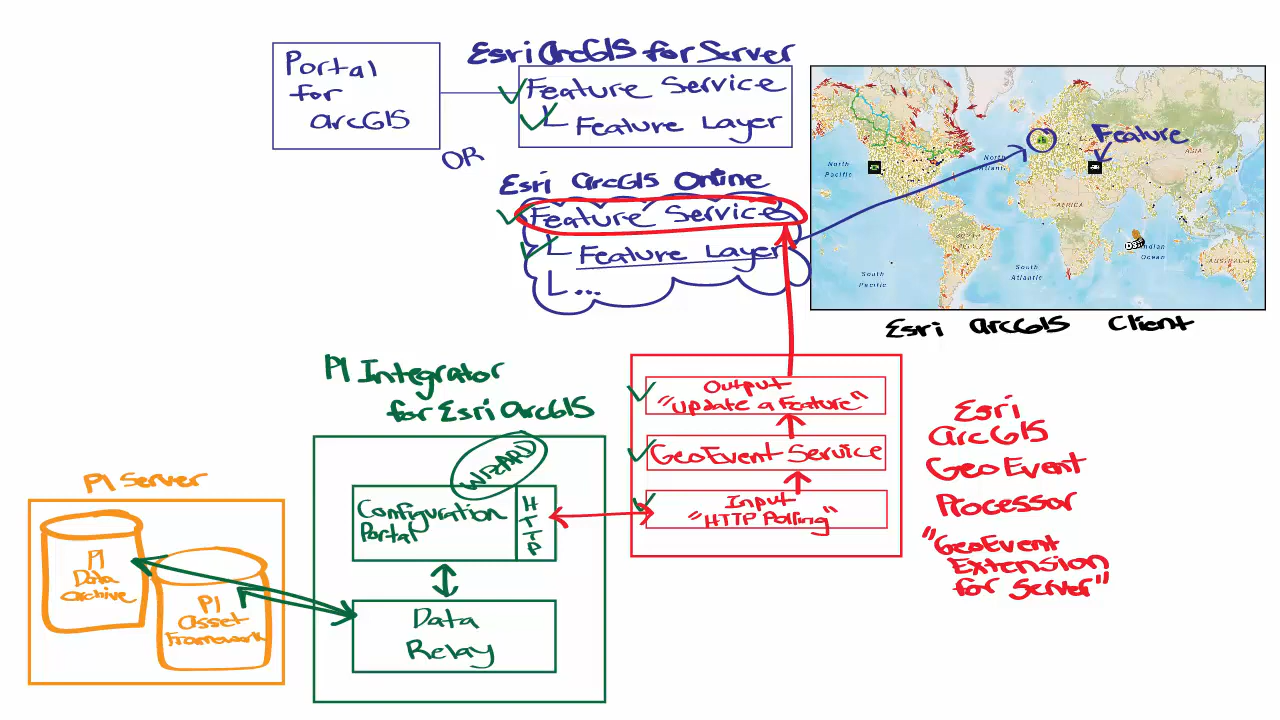 Portal
for
ArcGIS
Esri ArcGIS for Server
Feature Service
Feature Layer
OR
Esri ArcGIS Online
Feature Service
Feature Layer
...
Feature
North
Pacific
North
Atlantic
ASIA
AFRICA
Indian
Ocean
South
Pacific
South
Atlantic
AUSTRALIA
Esri ArcGIS Client
PI Integrator
for Esri ArcGIS
WIZARD
Configuration
Portal
HTTP
Data
Relay
PI Server
PI
Data
Archive
PI
Asset
Framework
Output
"Update a Feature"
GeoEvent Service
Input
"HTTP Polling"
Esri
ArcGIS
GeoEvent
Processor
"GeoEvent
Extension
for Server"